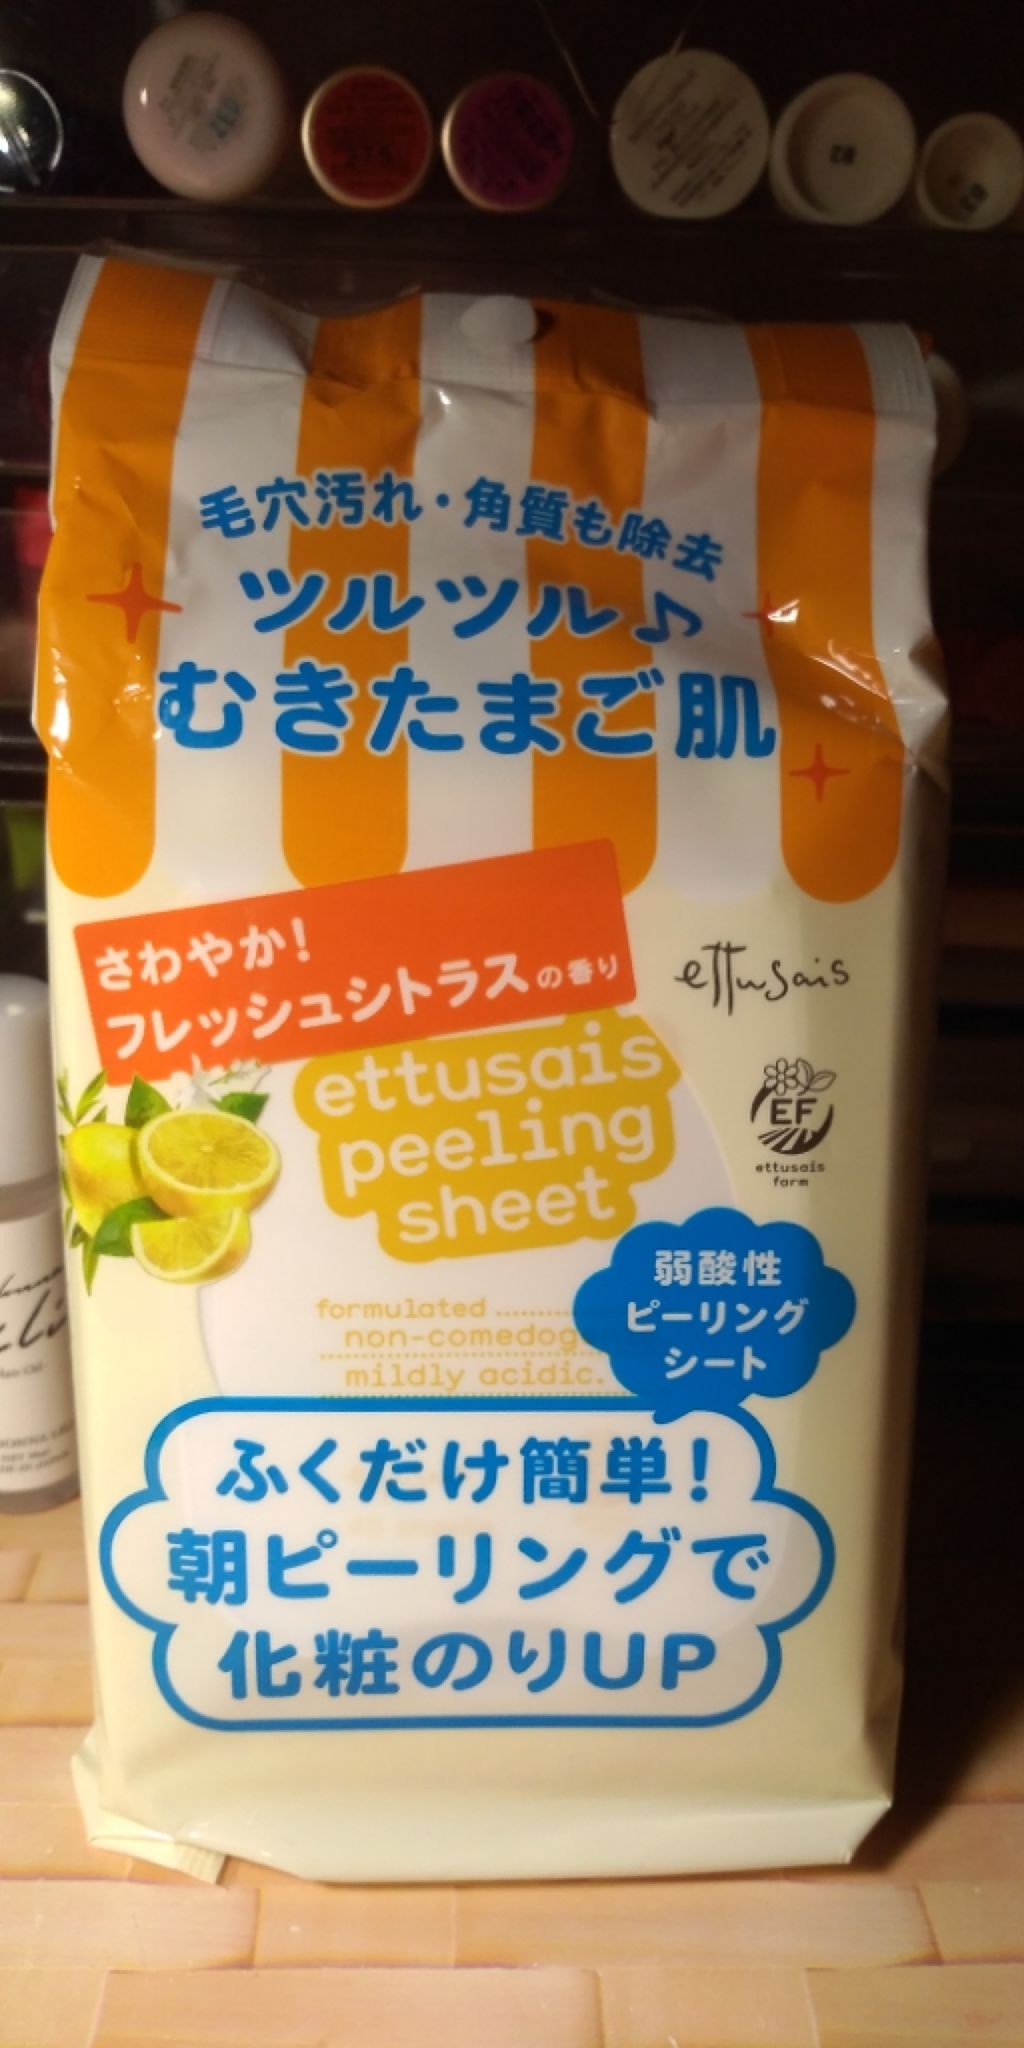 毛穴汚れ・角質も除去
ツルツル♪
むきたまご肌
さわやか!
フレッシュシトラスの香り
ettusais
ettusais
peeling
sheet
EF
ettusais
farm
弱酸性
ピーリング
シート
formulated
non-comedog
mildly acidic.
ふくだけ簡単!
朝ピーリングで
化粧のりUP